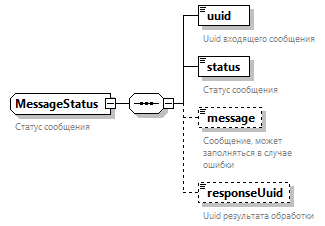 uuid
Uuid входящего сообщения
status
Статус сообщения
MessageStatus
Статус сообщения
message
Сообщение, может
заполняться в случае
ошибки
responseUuid
Uuid результата обработки